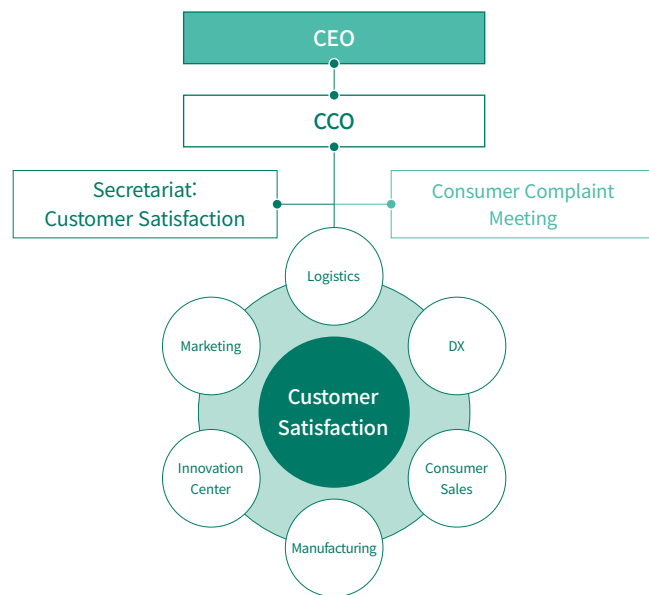 CEO
CCO
Secretariat:
Customer Satisfaction
Consumer Complaint
Meeting
Logistics
Marketing
DX
Customer
Satisfaction
Innovation
Center
Consumer
Sales
Manufacturing